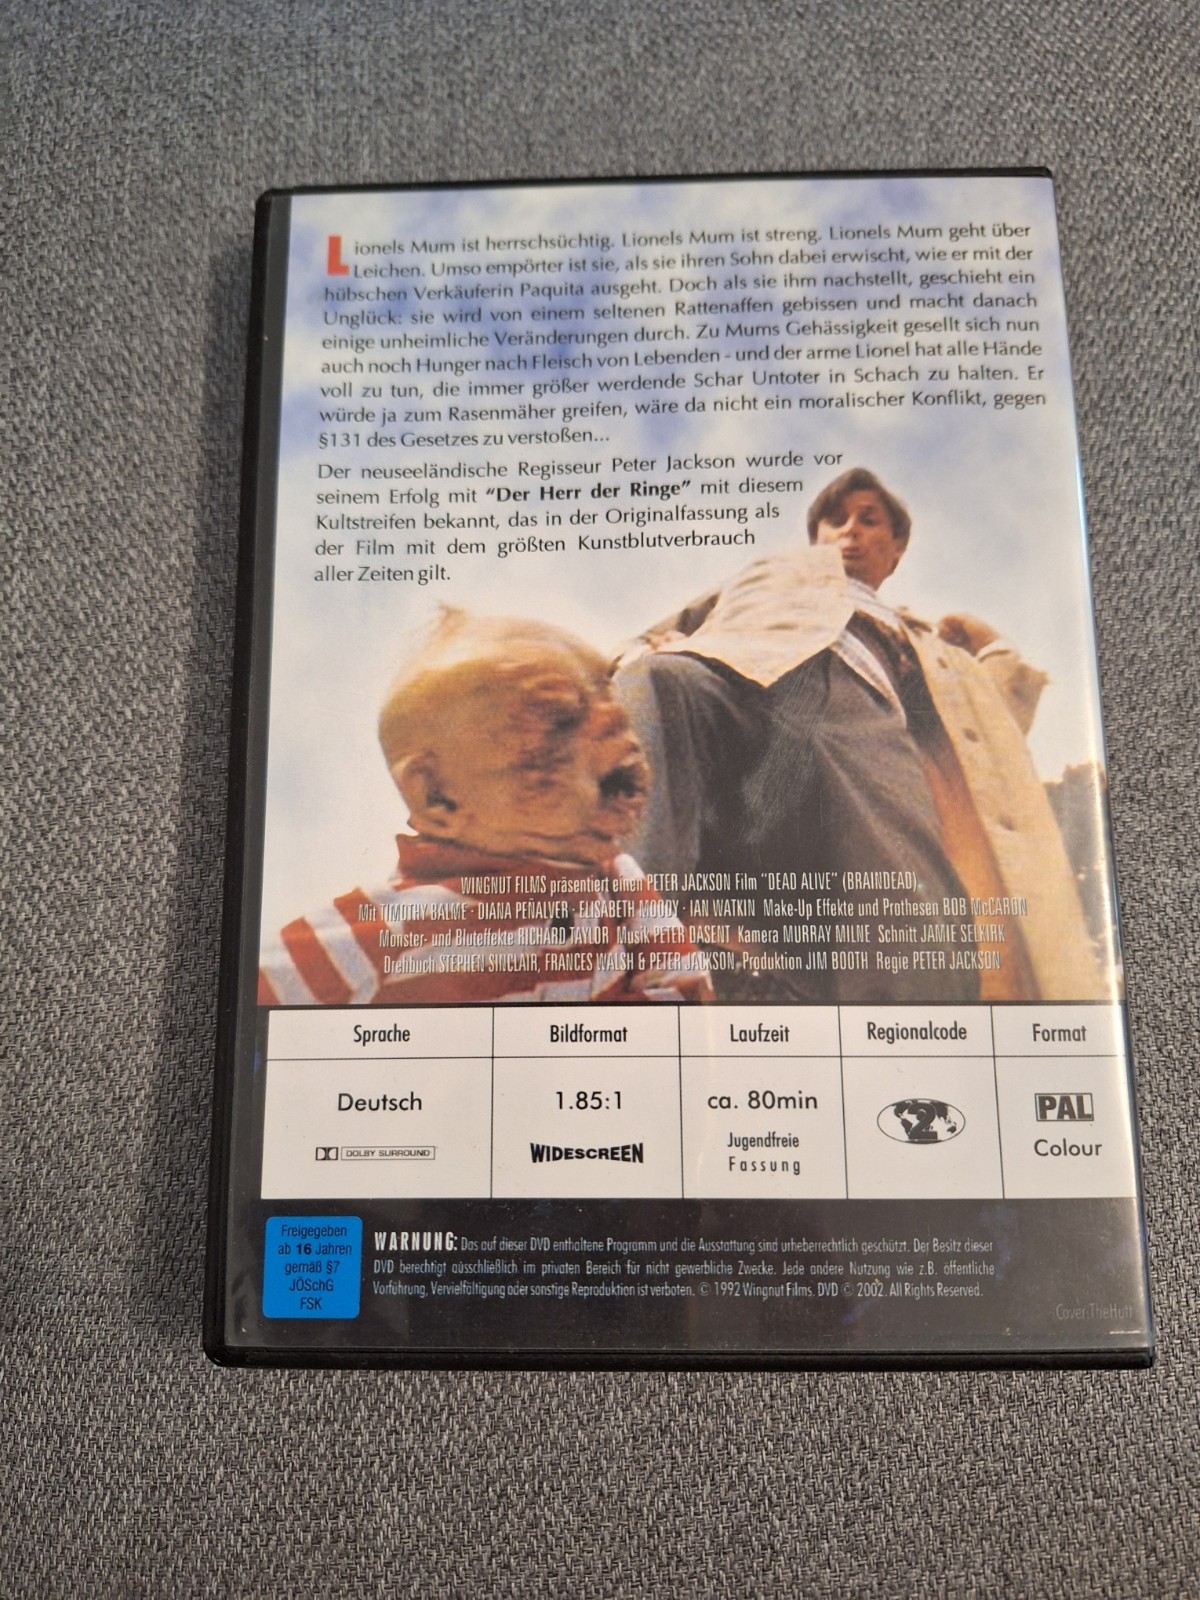 Lionels Mum ist herrschsüchtig. Lionels Mum ist streng. Lionels Mum geht über
Leichen. Umso empörter ist sie, als sie ihren Sohn dabei erwischt, wie er mit der
hübschen Verkäuferin Paquita ausgeht. Doch als sie ihm nachstellt, geschieht ein
Unglück: sie wird von einem seltenen Rattenaffen gebissen und macht danach
einige unheimliche Veränderungen durch. Zu Mums Gehässigkeit gesellt sich nun
auch noch Hunger nach Fleisch von Lebenden - und der arme Lionel hat alle Hände
voll zu tun, die immer größer werdende Schar Untoter in Schach zu halten. Er
würde ja zum Rasenmäher greifen, wäre da nicht ein moralischer Konflikt, gegen
§131 des Gesetzes zu verstoßen...
Der neuseeländische Regisseur Peter Jackson wurde vor
seinem Erfolg mit "Der Herr der Ringe" mit diesem
Kultstreifen bekannt, das in der Originalfassung als
der Film mit dem größten Kunstblutverbrauch
aller Zeiten gilt.
WINGNUT FILMS präsentiert einen PETER JACKSON Film "DEAD ALIVE" (BRAINDEAD)
Mit TIMOTHY BALME · DIANA PEÑALVER · ELISABETH MOODY · IAN WATKIN Make-Up Effekte und Prothesen BOB McCARON
Monster- und Bluteffekte RICHARD TAYLOR Musik PETER DASENT Kamera MURRAY MILNE Schnitt JAMIE SELKIRK
Drehbuch STEPHEN SINCLAIR, FRANCES WALSH & PETER JACKSON Produktion JIM BOOTH Regie PETER JACKSON
Sprache Bildformat Laufzeit Regionalcode Format
Deutsch 1.85:1 ca. 80min 2 PAL
DOLBY SURROUND WIDESCREEN Jugendfreie Colour
Fassung
Freigegeben
ab 16 Jahren
gemäß §7
JÖSchG
FSK
WARNUNG: Das auf dieser DVD enthaltene Programm und die Ausstattung sind urheberrechtlich geschützt. Der Besitz dieser
DVD berechtigt ausschließlich im privaten Bereich für nicht gewerbliche Zwecke. Jede andere Nutzung wie z.B. öffentliche
Vorführung, Vervielfältigung oder sonstige Reproduktion ist verboten. © 1992 Wingnut Films. DVD © 2002. All Rights Reserved.
Cover:TheHutt